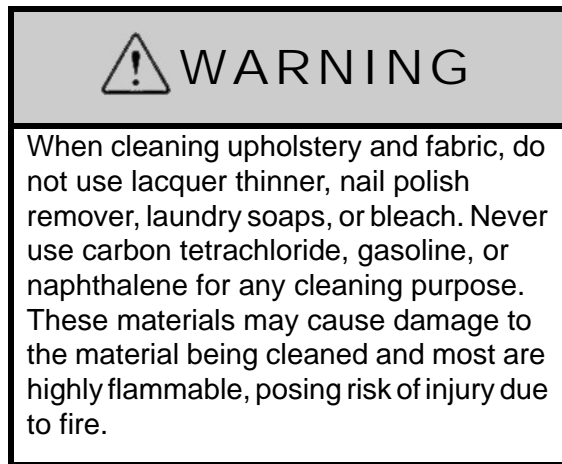 WARNING
When cleaning upholstery and fabric, do
not use lacquer thinner, nail polish
remover, laundry soaps, or bleach. Never
use carbon tetrachloride, gasoline, or
naphthalene for any cleaning purpose.
These materials may cause damage to
the material being cleaned and most are
highly flammable, posing risk of injury due
to fire.